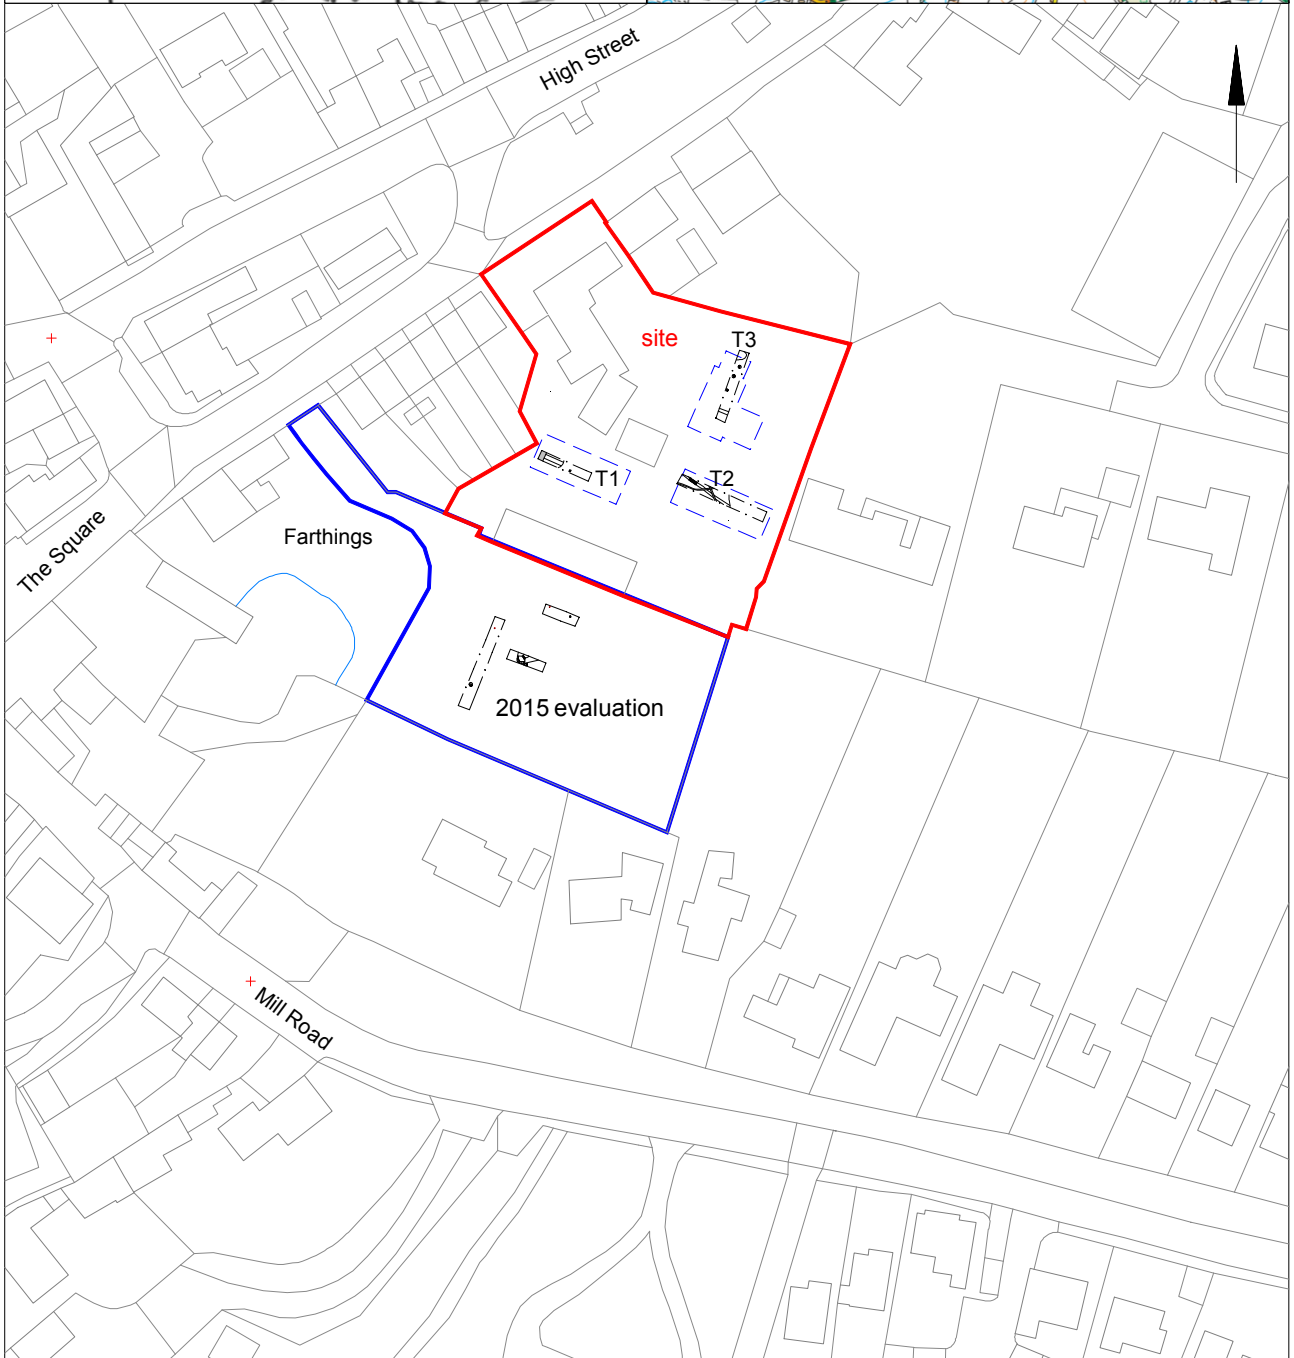 High Street
site
T3
T1
T2
The Square
Farthings
2015 evaluation
Mill Road